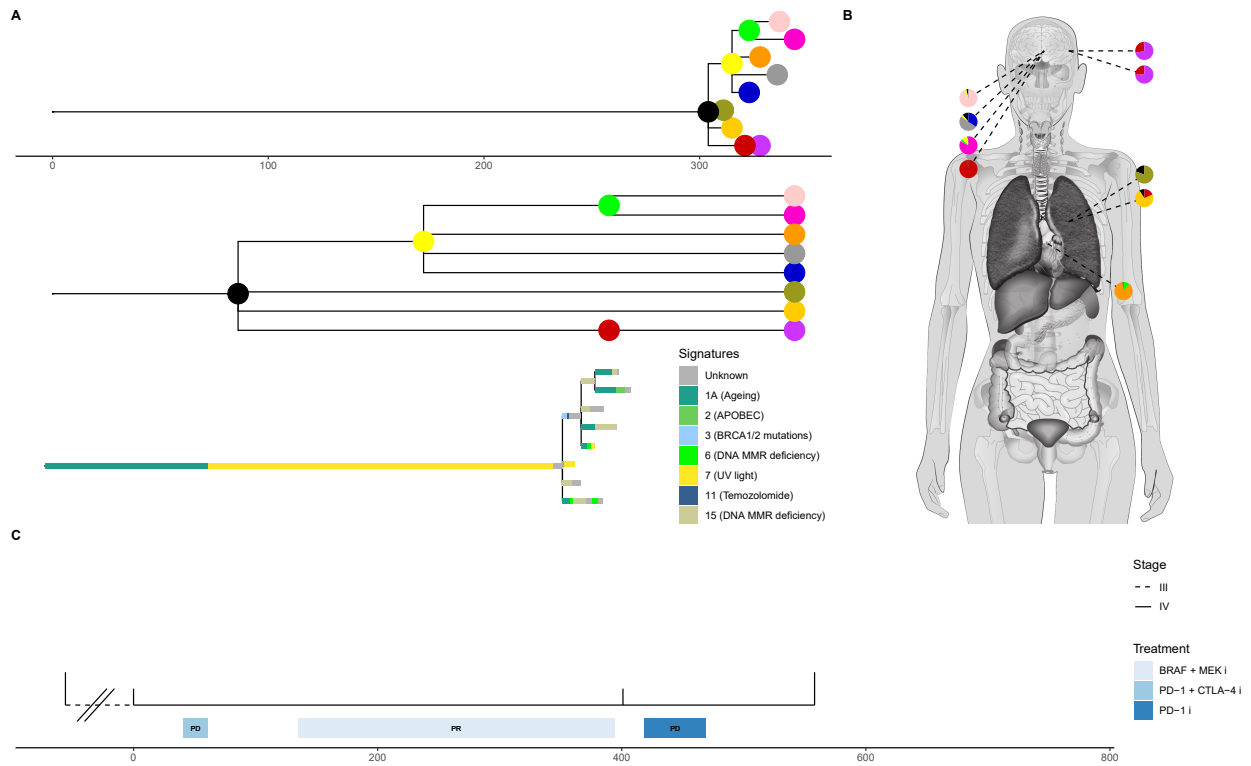 A
B
0
100
200
300
Signatures
Unknown
1A (Ageing)
2 (APOBEC)
3 (BRCA1/2 mutations)
6 (DNA MMR deficiency)
7 (UV light)
11 (Temozolomide)
15 (DNA MMR deficiency)
C
Stage
III
IV
Treatment
BRAF + MEK i
PD−1 + CTLA−4 i
PD−1 i
PD
PR
PD
0
200
400
600
800